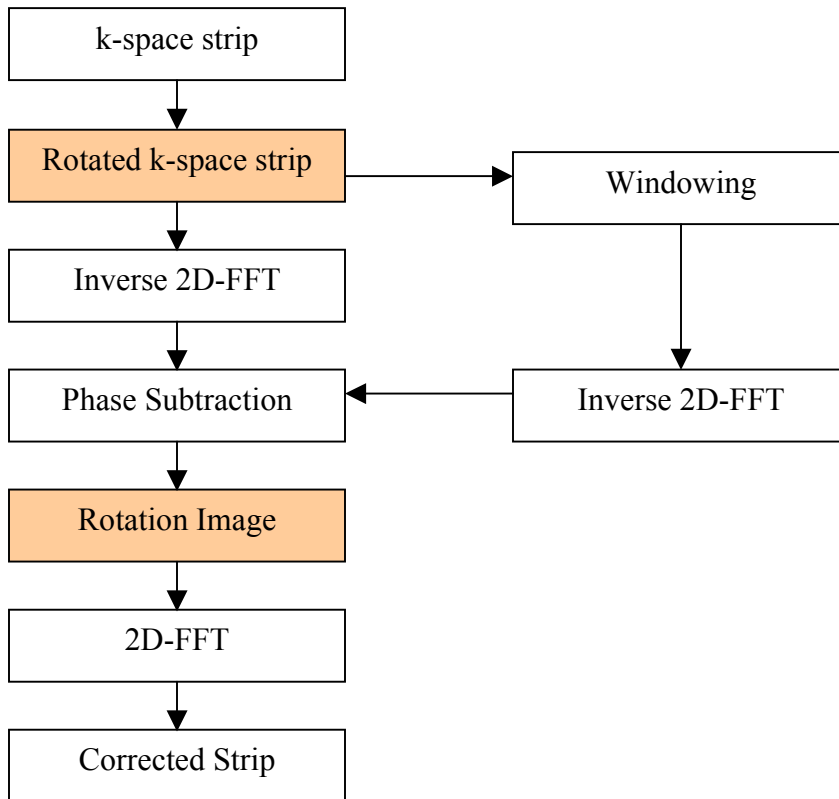 k-space strip
Rotated k-space strip
Windowing
Inverse 2D-FFT
Phase Subtraction
Inverse 2D-FFT
Rotation Image
2D-FFT
Corrected Strip